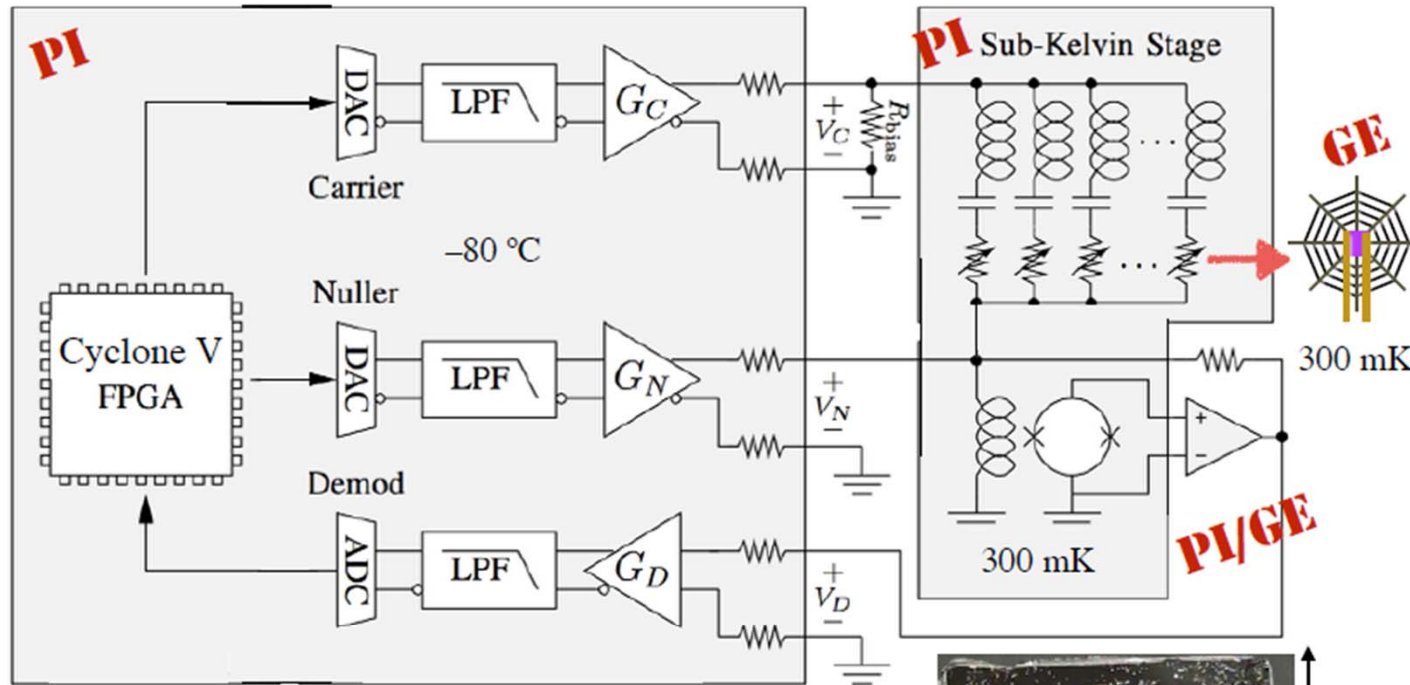 PI
DAC
LPF
G_C
Carrier
+
V_C
−
R_bias
PI
Sub-Kelvin Stage
...
...
GE
300 mK
–80 °C
Cyclone V
FPGA
Nuller
DAC
LPF
G_N
+
V_N
−
+
−
300 mK
PI/GE
Demod
ADC
LPF
G_D
+
V_D
−